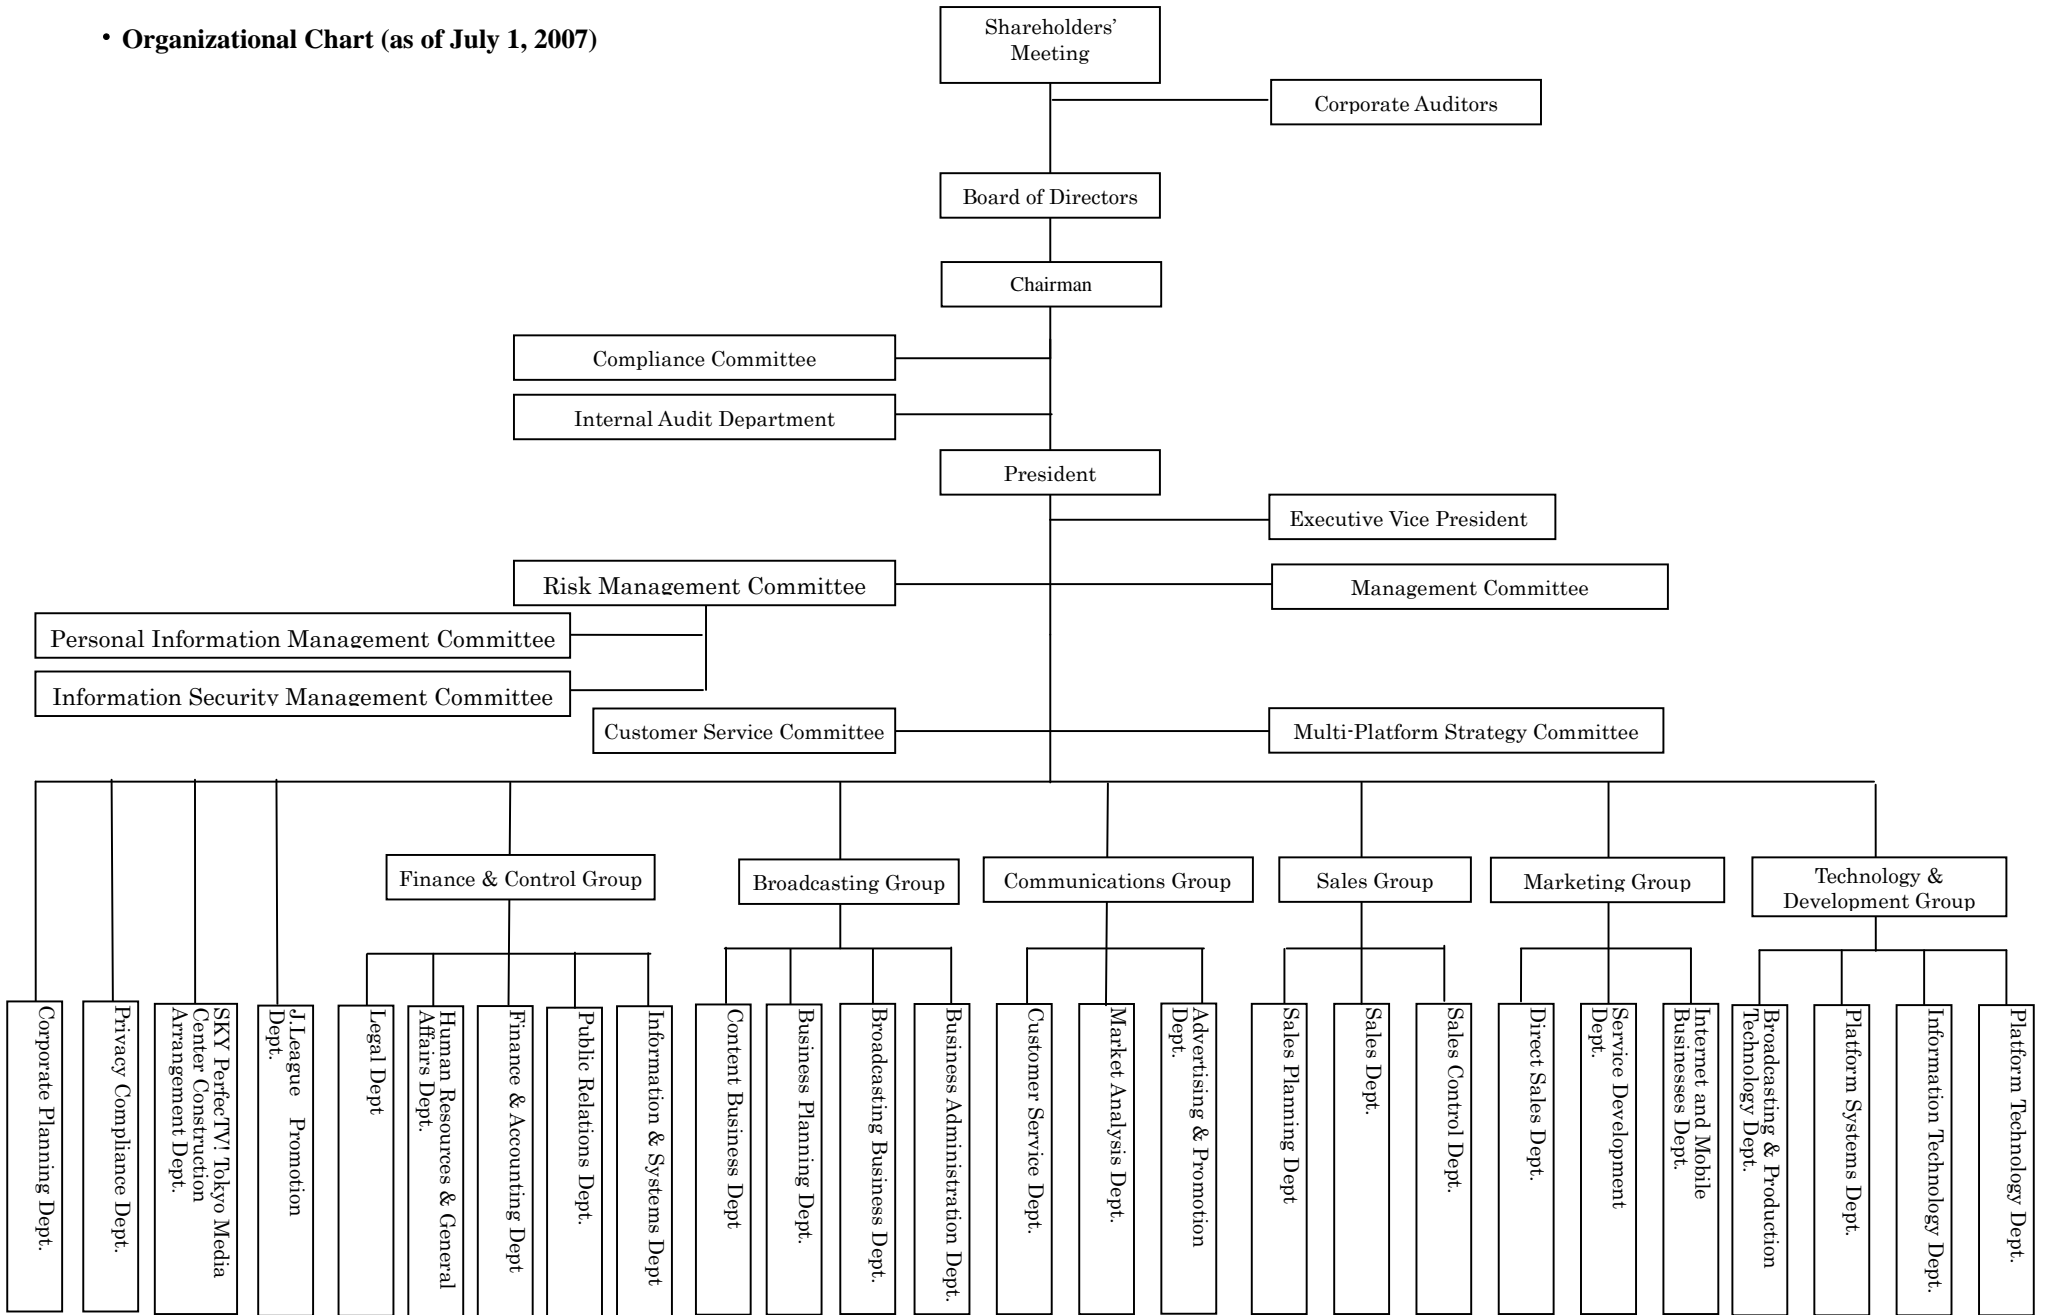 ・Organizational Chart (as of July 1, 2007)
Shareholders’
Meeting
Corporate Auditors
Board of Directors
Chairman
Compliance Committee
Internal Audit Department
President
Executive Vice President
Risk Management Committee
Management Committee
Personal Information Management Committee
Information Security Management Committee
Customer Service Committee
Multi-Platform Strategy Committee
Finance & Control Group
Broadcasting Group
Communications Group
Sales Group
Marketing Group
Technology &
Development Group
Corporate Planning Dept.
Privacy Compliance Dept.
SKY PerfecTV! Tokyo Media
Center Construction
Arrangement Dept.
J.League Promotion
Dept.
Legal Dept
Human Resources & General
Affairs Dept.
Finance & Accounting Dept
Public Relations Dept.
Information & Systems Dept
Content Business Dept
Business Planning Dept.
Broadcasting Business Dept.
Business Administration Dept.
Customer Service Dept.
Market Analysis Dept.
Advertising & Promotion
Dept.
Sales Planning Dept
Sales Dept.
Sales Control Dept.
Direct Sales Dept.
Service Development
Dept.
Internet and Mobile
Businesses Dept.
Broadcasting & Production
Technology Dept.
Platform Systems Dept.
Information Technology Dept.
Platform Technology Dept.